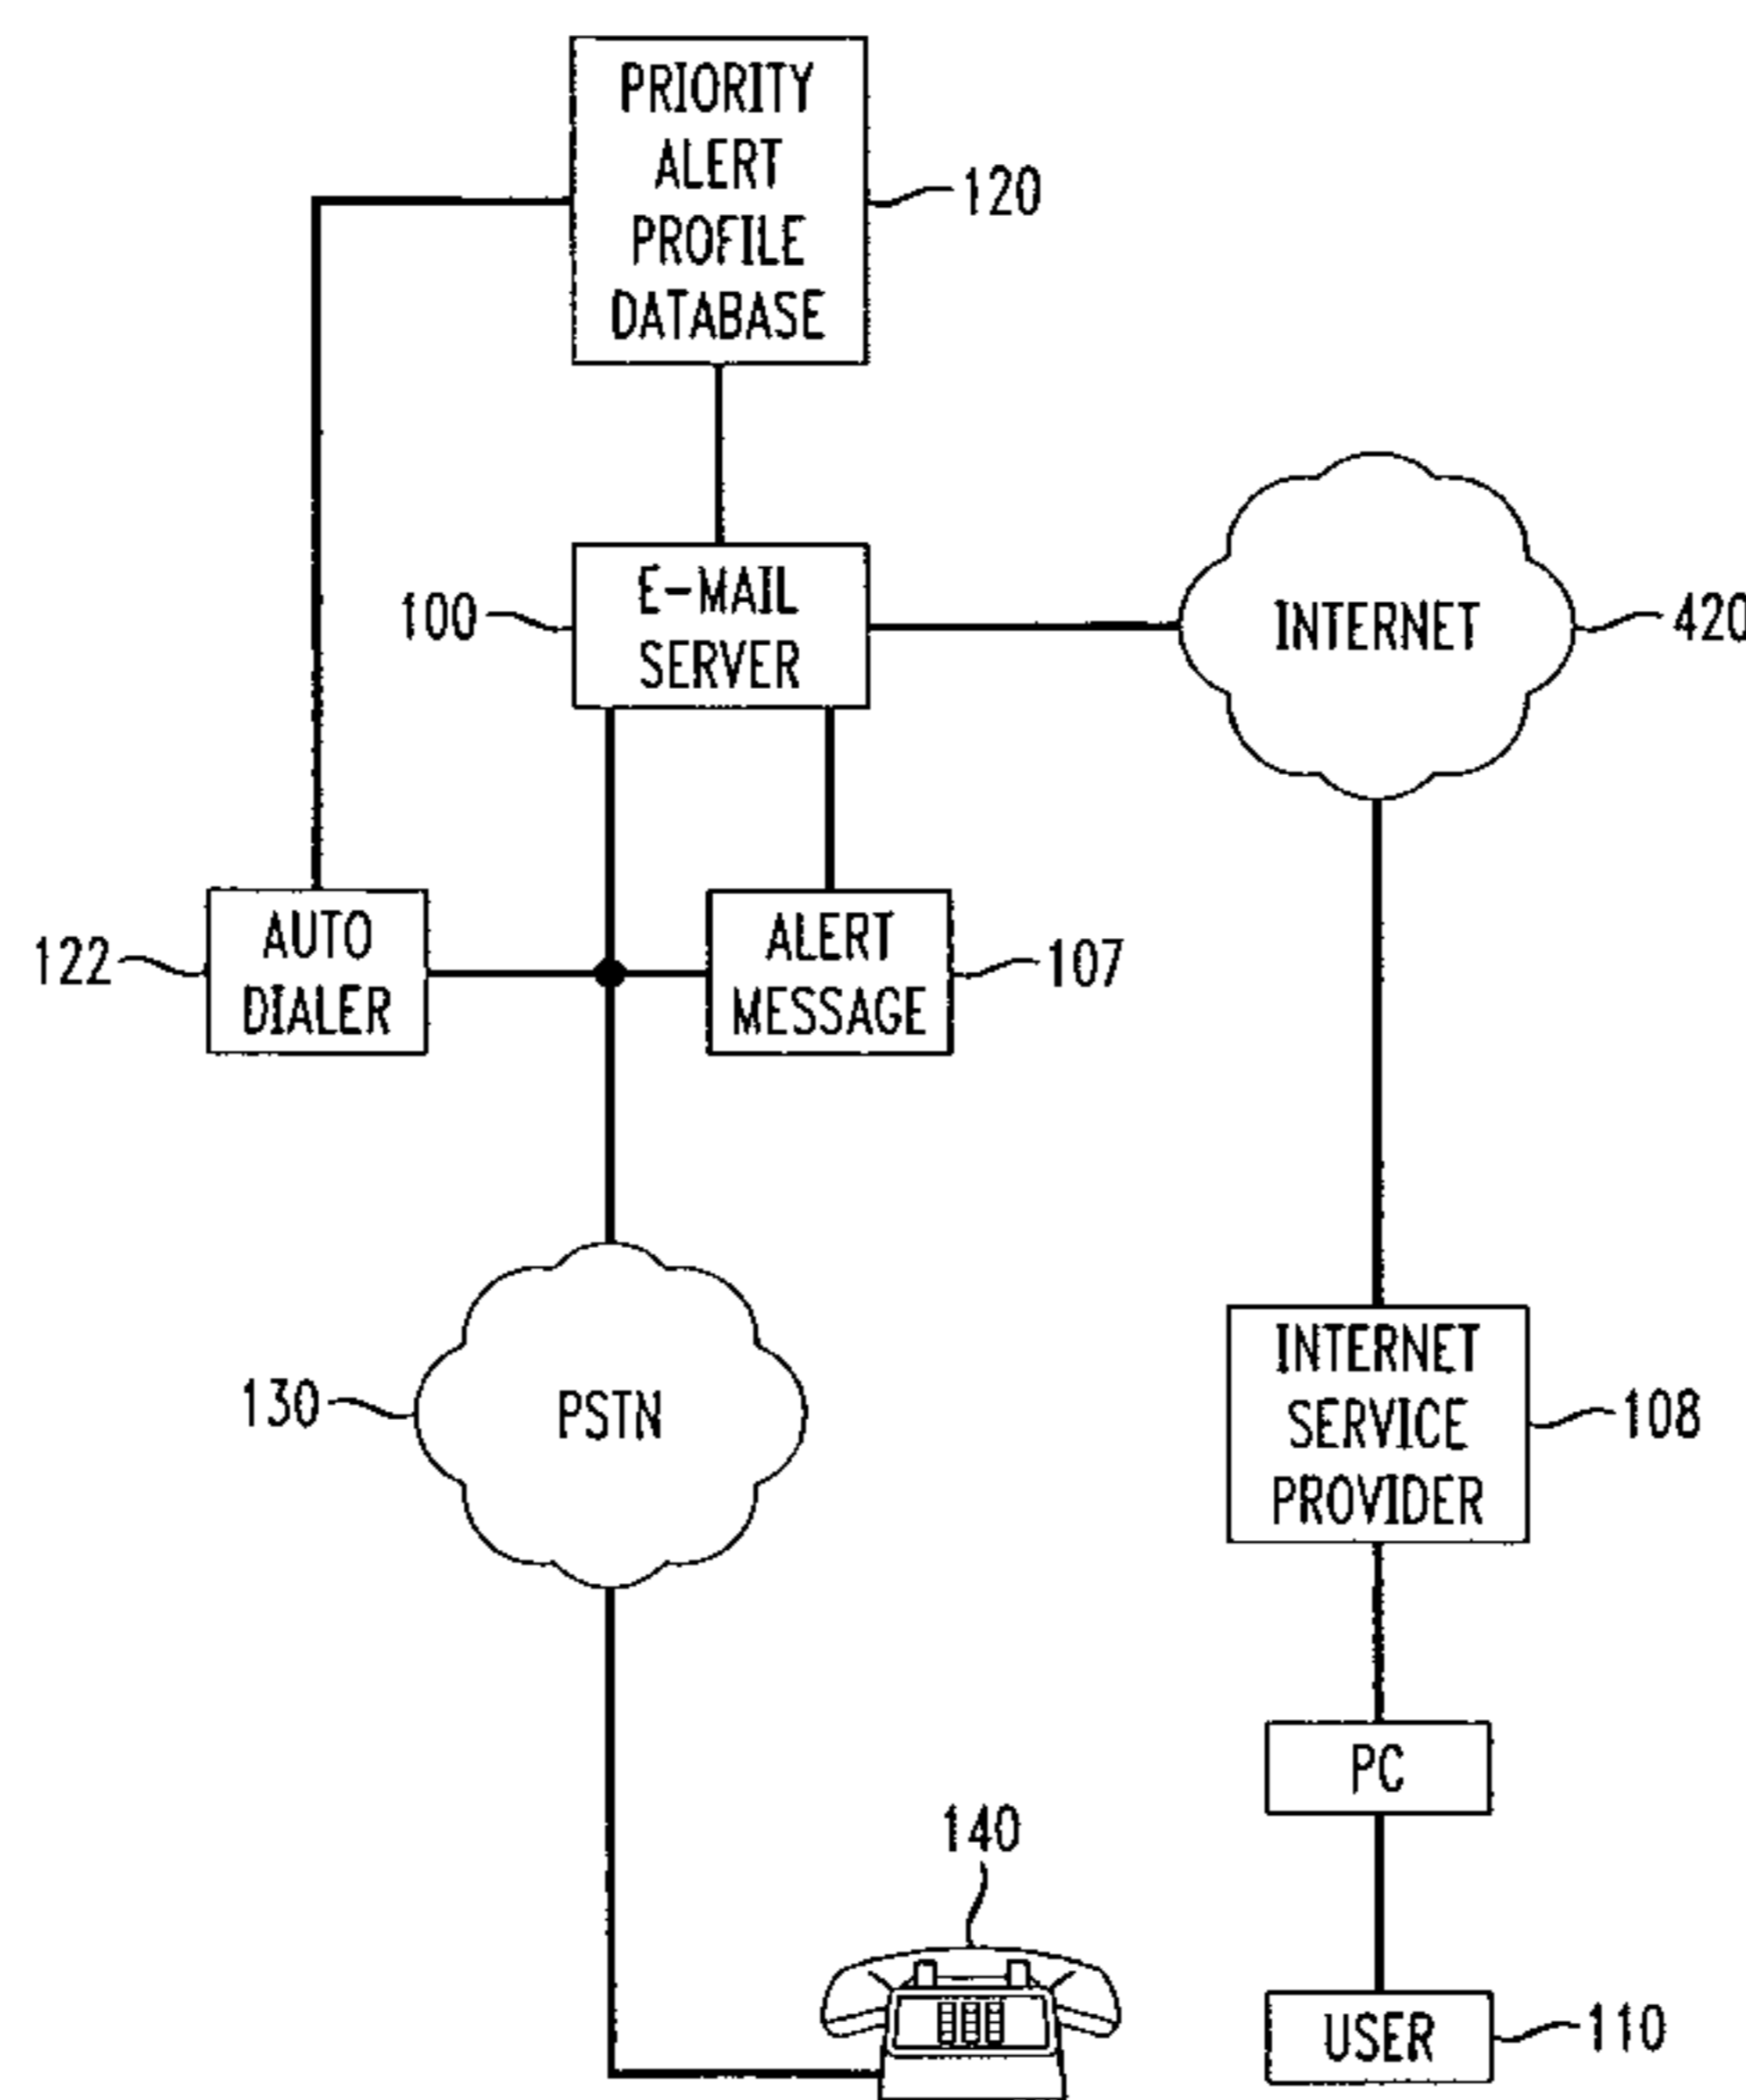 PRIORITY
ALERT
PROFILE
DATABASE
120
E-MAIL
SERVER
100
INTERNET
420
AUTO
DIALER
122
ALERT
MESSAGE
107
PSTN
130
INTERNET
SERVICE
PROVIDER
108
PC
140
USER
110